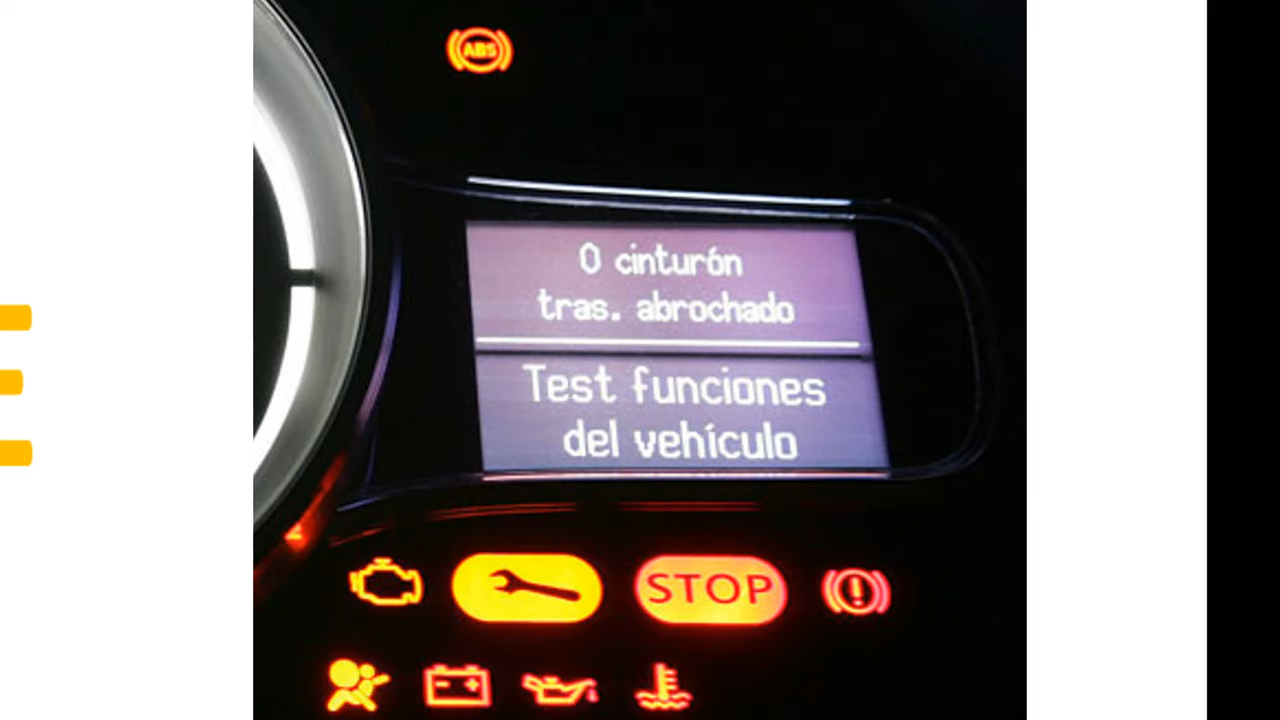 ABS
0 cinturón
tras. abrochado
Test funciones
del vehículo
STOP